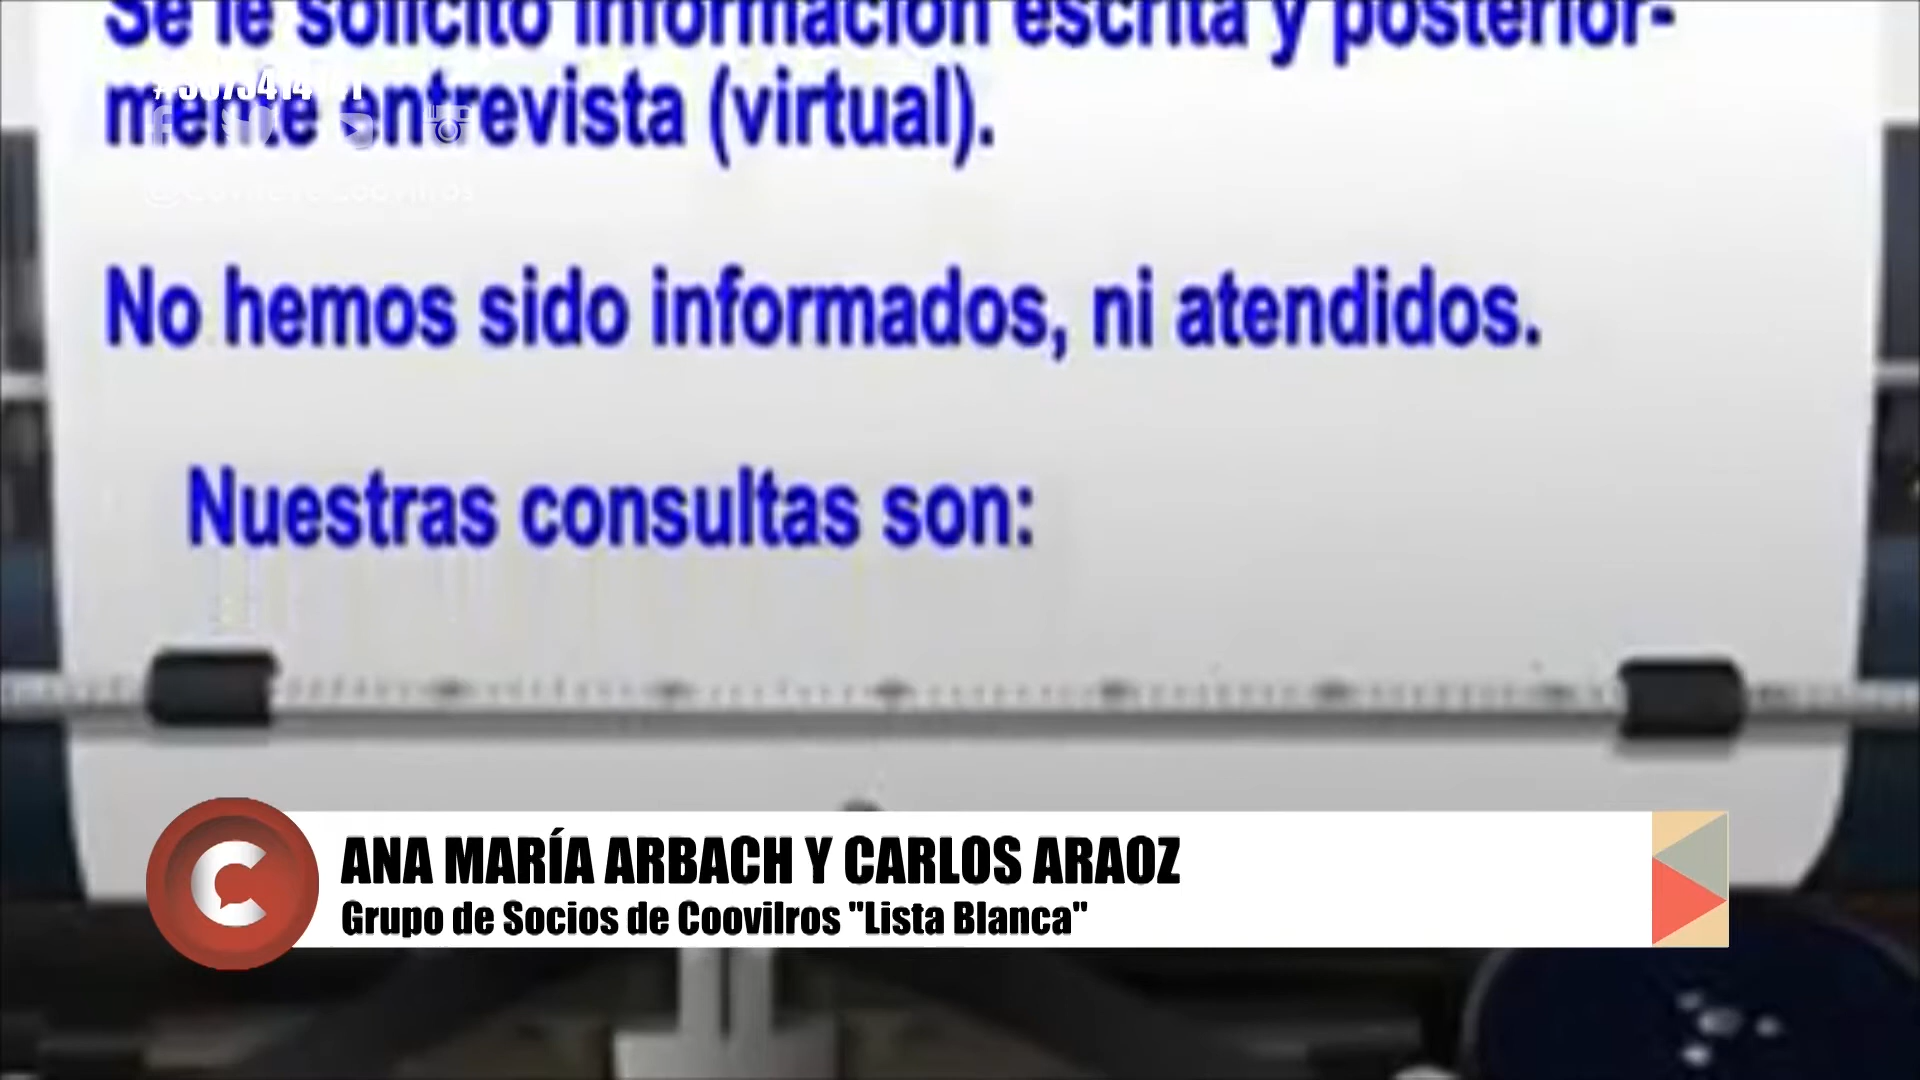 Se le solicitó información escrita y posterior-
mente entrevista (virtual).
No hemos sido informados, ni atendidos.
Nuestras consultas son:
ANA MARÍA ARBACH Y CARLOS ARAOZ
Grupo de Socios de Coovilros "Lista Blanca"